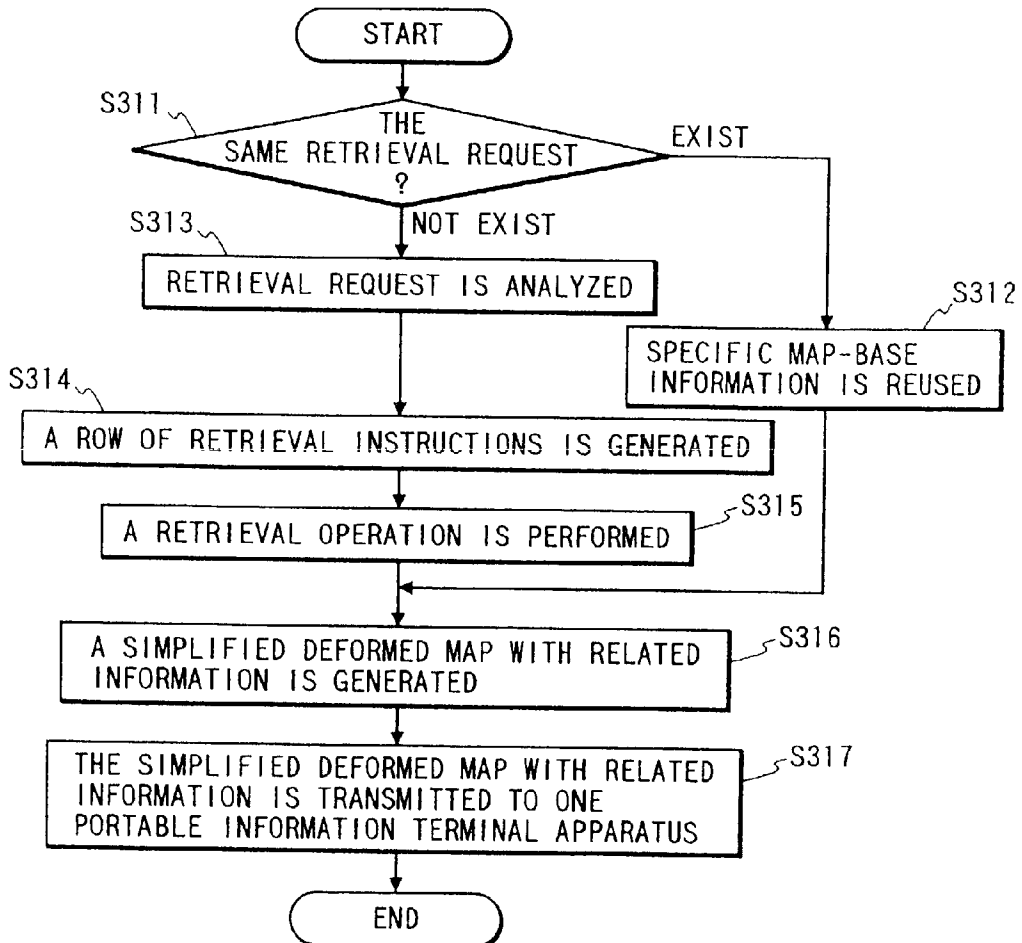 START
S311
THE
SAME RETRIEVAL REQUEST
?
EXIST
NOT EXIST
S313
RETRIEVAL REQUEST IS ANALYZED
S312
SPECIFIC MAP-BASE
INFORMATION IS REUSED
S314
A ROW OF RETRIEVAL INSTRUCTIONS IS GENERATED
S315
A RETRIEVAL OPERATION IS PERFORMED
S316
A SIMPLIFIED DEFORMED MAP WITH RELATED
INFORMATION IS GENERATED
S317
THE SIMPLIFIED DEFORMED MAP WITH RELATED
INFORMATION IS TRANSMITTED TO ONE
PORTABLE INFORMATION TERMINAL APPARATUS
END